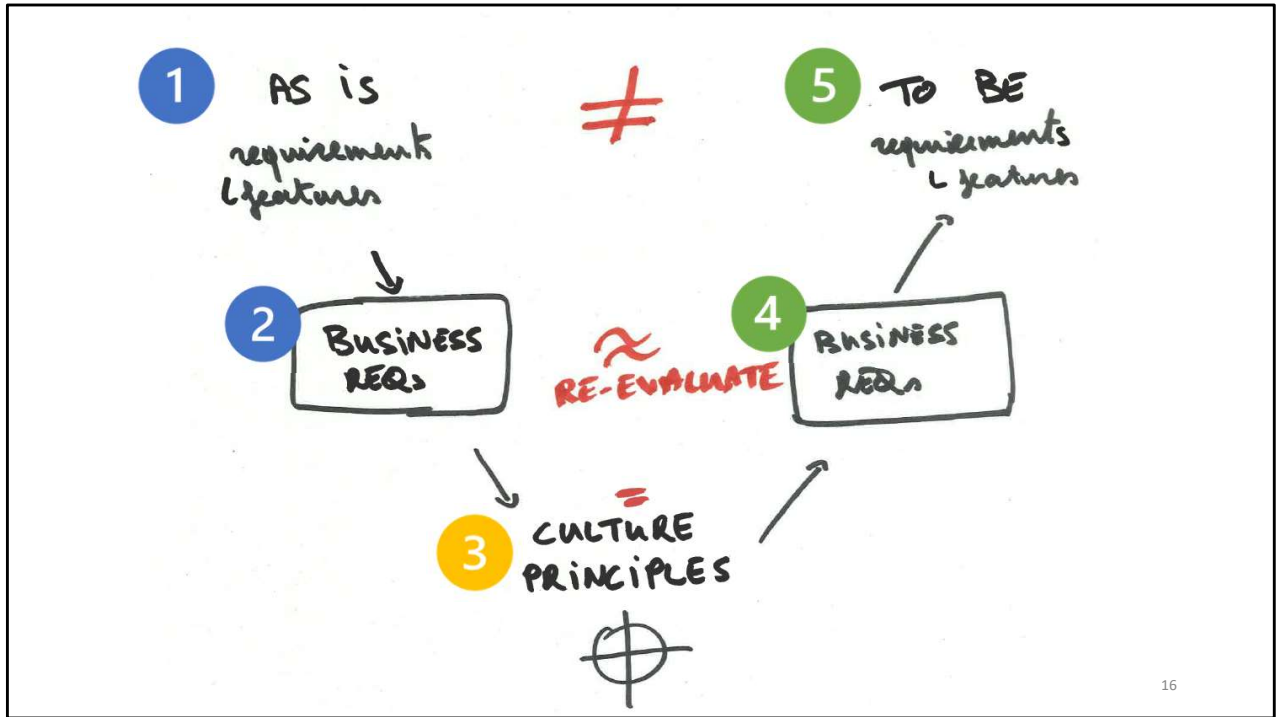 1
AS iS
requirements
L features
≠
5
TO BE
requirements
L features
2
BUSiNESS
REQs
≈
RE-EVALUATE
4
BUSiNESS
REQs
=
3
CULTURE
PRiNCiPLES
16